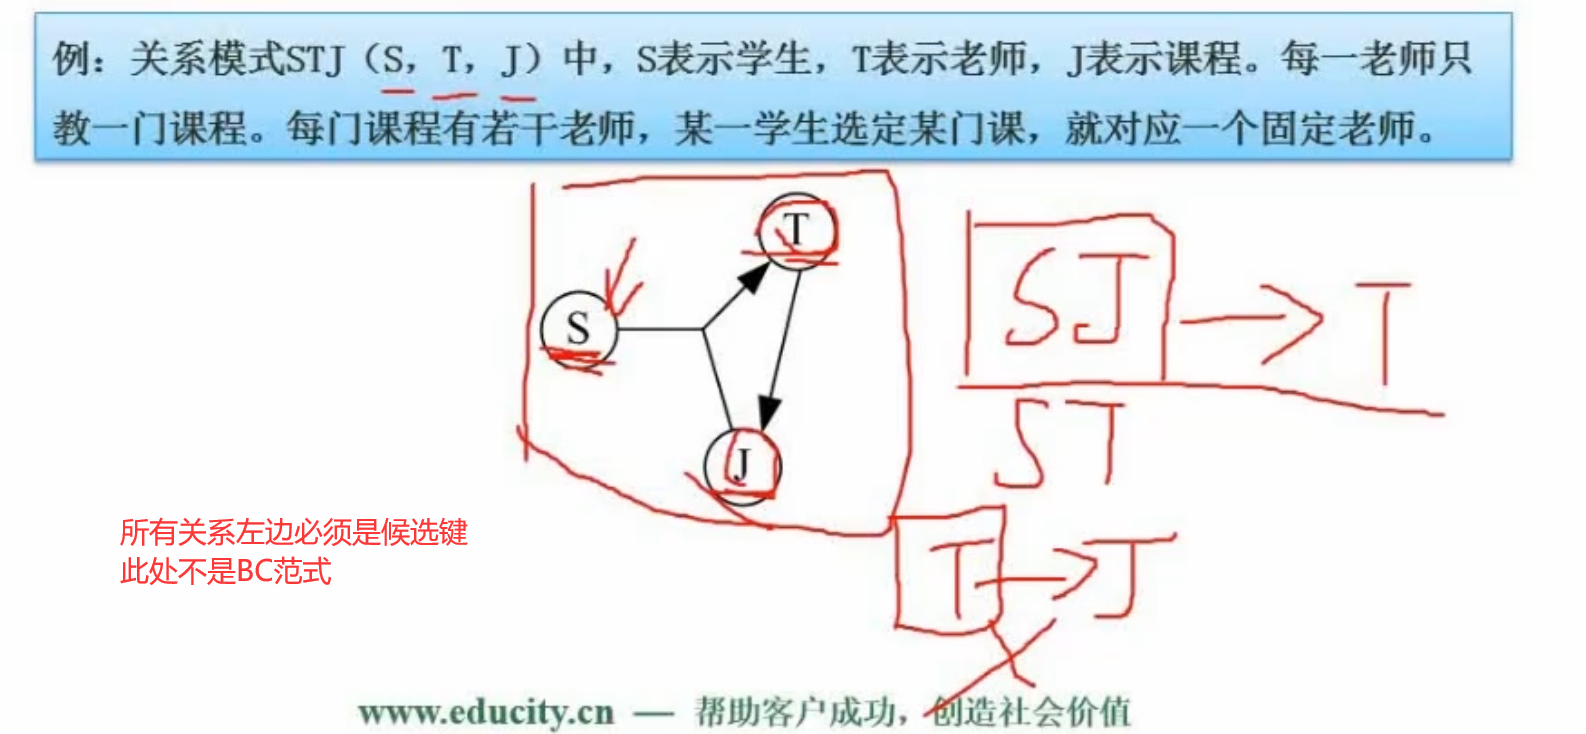 例：关系模式STJ（S，T，J）中，S表示学生，T表示老师，J表示课程。每一老师只
教一门课程。每门课程有若干老师，某一学生选定某门课，就对应一个固定老师。
T
S
J
SJ → T
ST
T → J
所有关系左边必须是候选键
此处不是BC范式
www.educity.cn — 帮助客户成功，创造社会价值